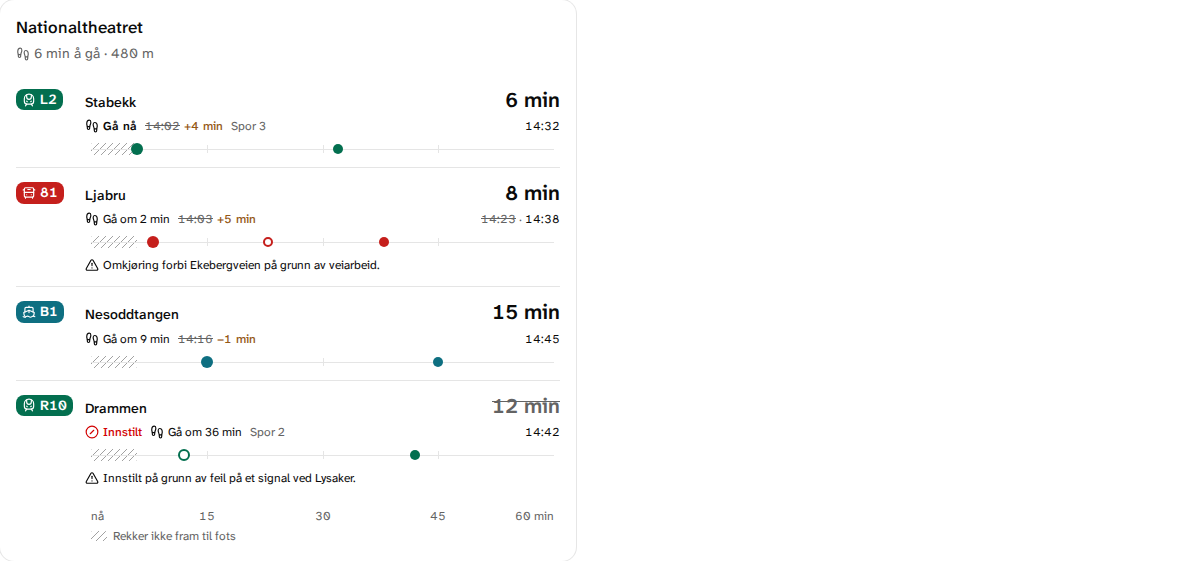 Nationaltheatret
6 min å gå · 480 m
L2 Stabekk 6 min
Gå nå 14:02 +4 min Spor 3 14:32
81 Ljabru 8 min
Gå om 2 min 14:03 +5 min 14:23 · 14:38
Omkjøring forbi Ekebergveien på grunn av veiarbeid.
B1 Nesoddtangen 15 min
Gå om 9 min 14:16 −1 min 14:45
R10 Drammen 12 min
Innstilt Gå om 36 min Spor 2 14:42
Innstilt på grunn av feil på et signal ved Lysaker.
nå 15 30 45 60 min
Rekker ikke fram til fots